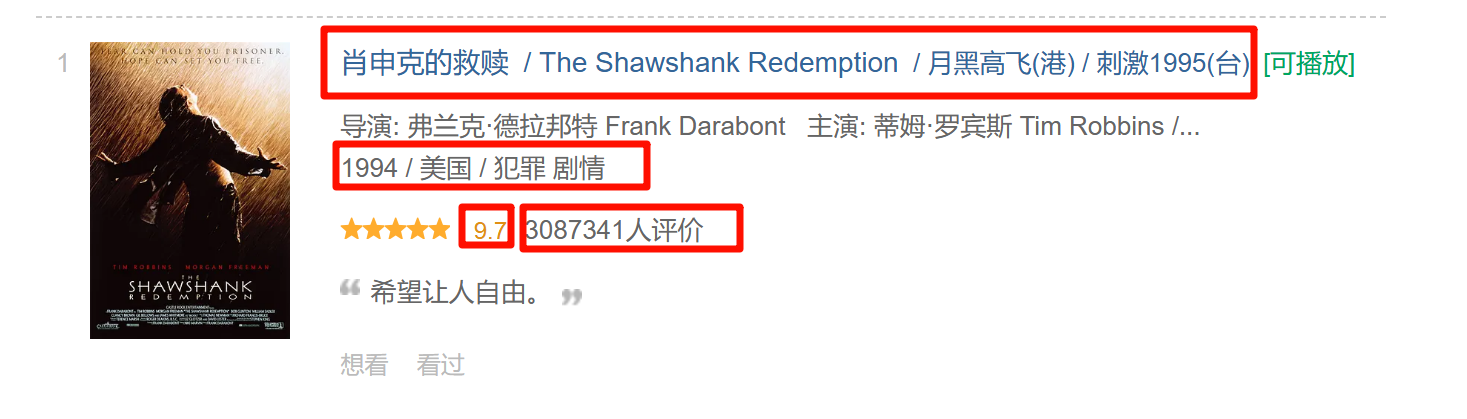 1
FEAR CAN HOLD YOU PRISONER.
HOPE CAN SET YOU FREE.
TIM ROBBINS MORGAN FREEMAN
THE
SHAWSHANK
REDEMPTION
肖申克的救赎 / The Shawshank Redemption / 月黑高飞(港) / 刺激1995(台) [可播放]
导演: 弗兰克·德拉邦特 Frank Darabont 主演: 蒂姆·罗宾斯 Tim Robbins /...
1994 / 美国 / 犯罪 剧情
9.7 3087341人评价
“ 希望让人自由。 ”
想看 看过